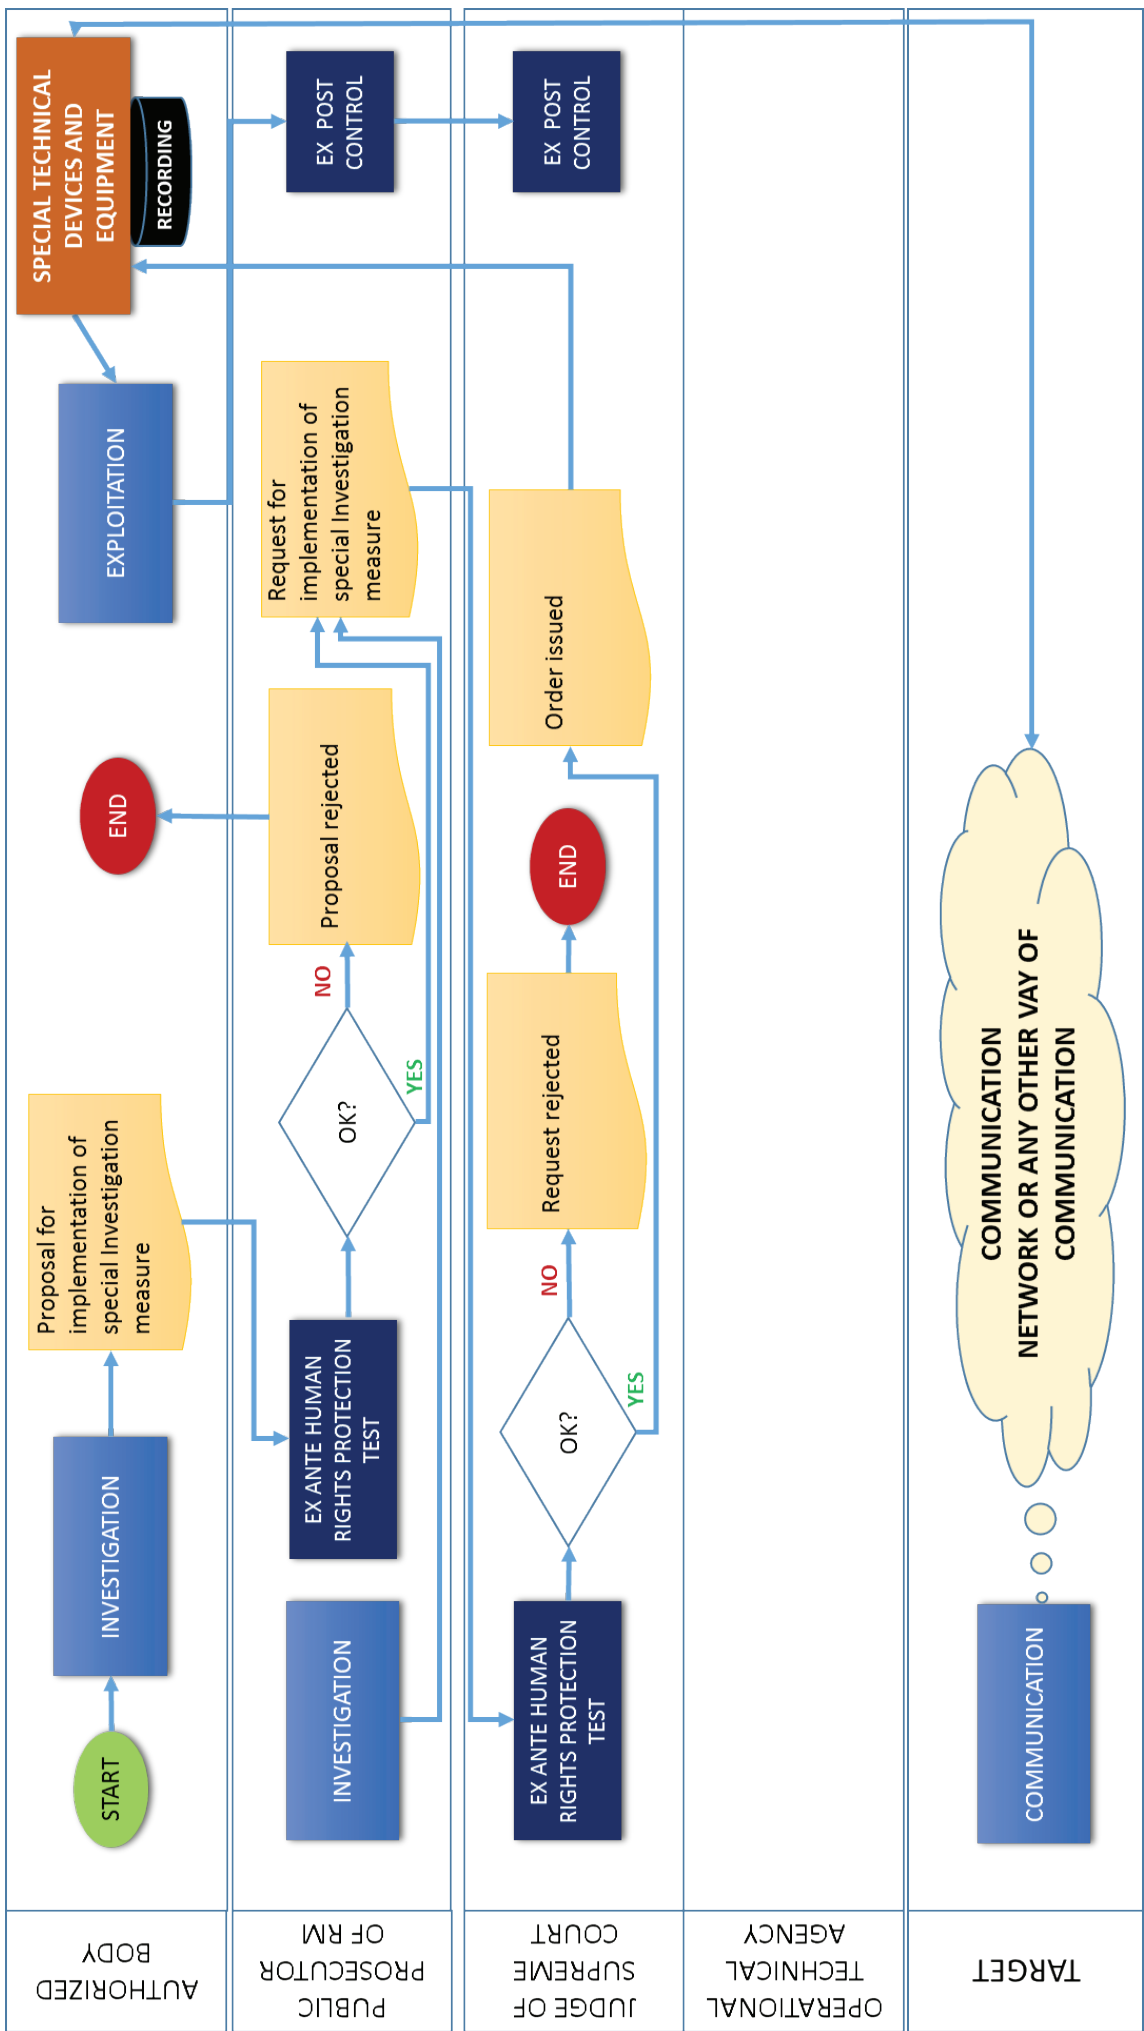 AUTHORIZED
BODY
START
INVESTIGATION
Proposal for
implementation of
special Investigation
measure
END
EXPLOITATION
SPECIAL TECHNICAL
DEVICES AND
EQUIPMENT
RECORDING
PUBLIC
PROSECUTOR
OF RM
INVESTIGATION
EX ANTE HUMAN
RIGHTS PROTECTION
TEST
OK?
NO
YES
Proposal rejected
Request for
implementation of
special Investigation
measure
EX POST
CONTROL
JUDGE OF
SUPREME
COURT
EX ANTE HUMAN
RIGHTS PROTECTION
TEST
OK?
NO
YES
Request rejected
END
Order issued
EX POST
CONTROL
OPERATIONAL
TECHNICAL
AGENCY
TARGET
COMMUNICATION
COMMUNICATION
NETWORK OR ANY OTHER VAY OF
COMMUNICATION